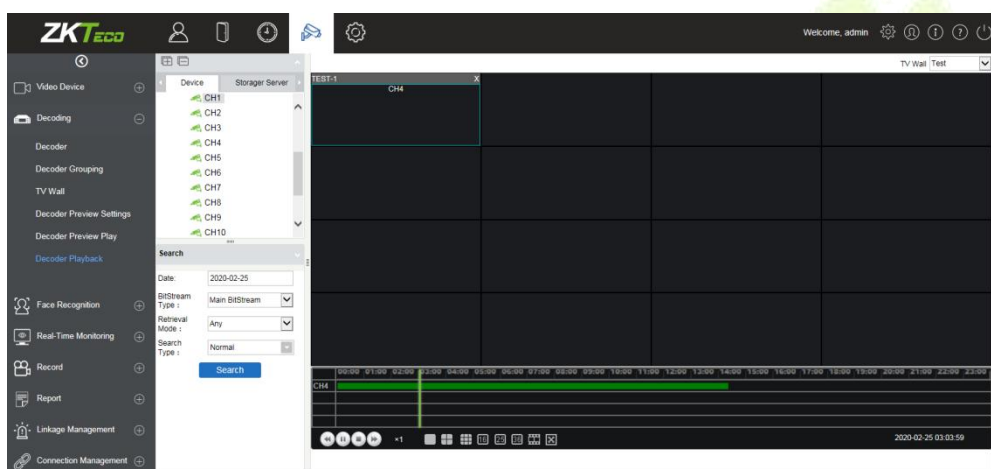 ZKTeco
Welcome, admin
TV Wall Test
Video Device
Decoding
Decoder
Decoder Grouping
TV Wall
Decoder Preview Settings
Decoder Preview Play
Decoder Playback
Face Recognition
Real-Time Monitoring
Record
Report
Linkage Management
Connection Management
Device Storager Server
CH1
CH2
CH3
CH4
CH5
CH6
CH7
CH8
CH9
CH10
Search
Date: 2020-02-25
BitStream
Type : Main BitStream
Retrieval
Mode : Any
Search
Type : Normal
Search
TEST-1 X
CH4
00:00 01:00 02:00 03:00 04:00 05:00 06:00 07:00 08:00 09:00 10:00 11:00 12:00 13:00 14:00 15:00 16:00 17:00 18:00 19:00 20:00 21:00 22:00 23:00
CH4
×1 16 25 36 2020-02-25 03:03:59